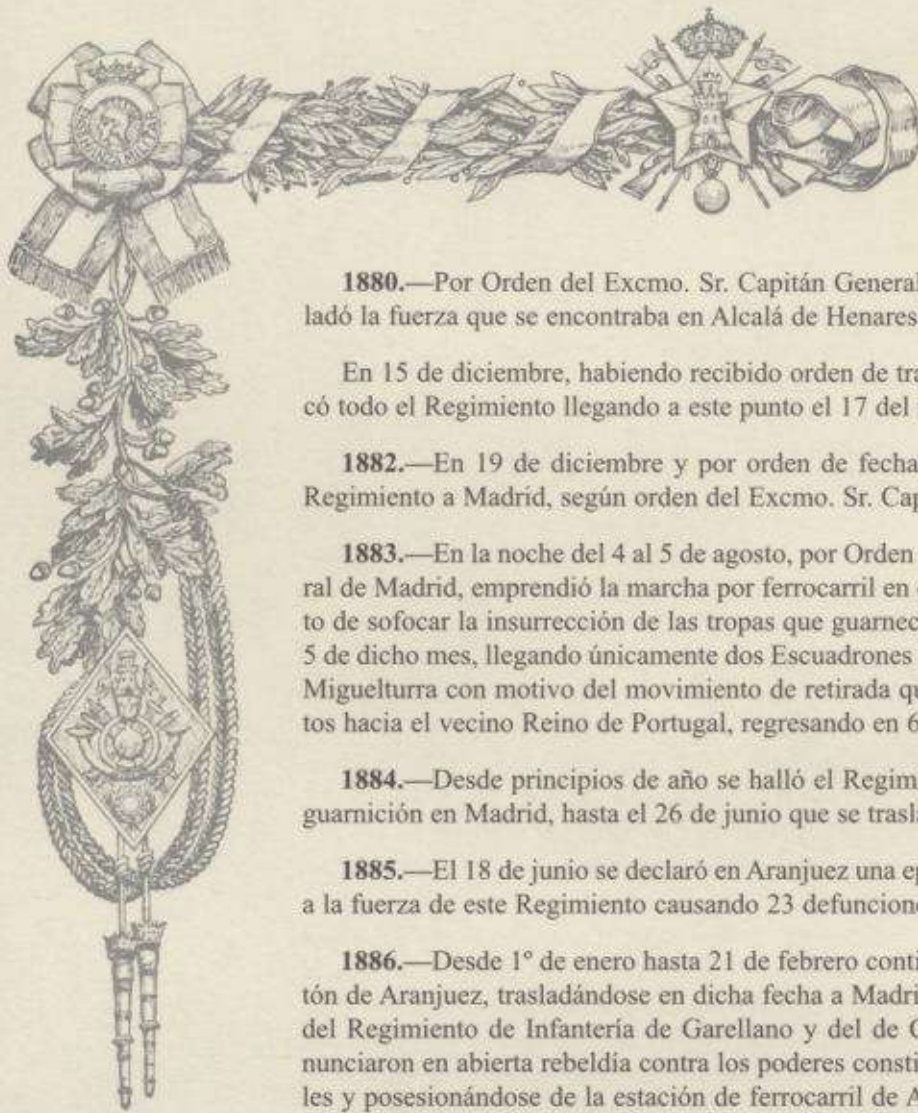 1880.—Por Orden del Excmo. Sr. Capitán General
ladó la fuerza que se encontraba en Alcalá de Henares
En 15 de diciembre, habiendo recibido orden de tra
có todo el Regimiento llegando a este punto el 17 del
1882.—En 19 de diciembre y por orden de fecha
Regimiento a Madrid, según orden del Excmo. Sr. Cap
1883.—En la noche del 4 al 5 de agosto, por Orden
ral de Madrid, emprendió la marcha por ferrocarril en
to de sofocar la insurrección de las tropas que guarnec
5 de dicho mes, llegando únicamente dos Escuadrones
Miguelturra con motivo del movimiento de retirada qu
tos hacia el vecino Reino de Portugal, regresando en 6
1884.—Desde principios de año se halló el Regimi
guarnición en Madrid, hasta el 26 de junio que se trasl
1885.—El 18 de junio se declaró en Aranjuez una ep
a la fuerza de este Regimiento causando 23 defuncione
1886.—Desde 1º de enero hasta 21 de febrero conti
tón de Aranjuez, trasladándose en dicha fecha a Madri
del Regimiento de Infantería de Garellano y del de
nunciaron en abierta rebeldía contra los poderes consti
les y posesionándose de la estación de ferrocarril de A